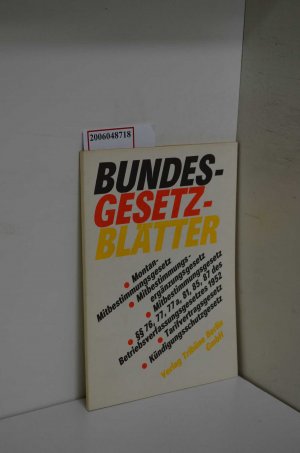 2006048718
BUNDES-
GESETZ-
BLÄTTER
• Montan-
Mitbestimmungsgesetz
• Mitbestimmungs-
ergänzungsgesetz
• Mitbestimmungsgesetz
• §§ 76, 77, 77a, 81, 85, 87 des
Betriebsverfassungsgesetzes 1952
• Tarifvertragsgesetz
• Kündigungsschutzgesetz
Verlag Tribüne Berlin
GmbH